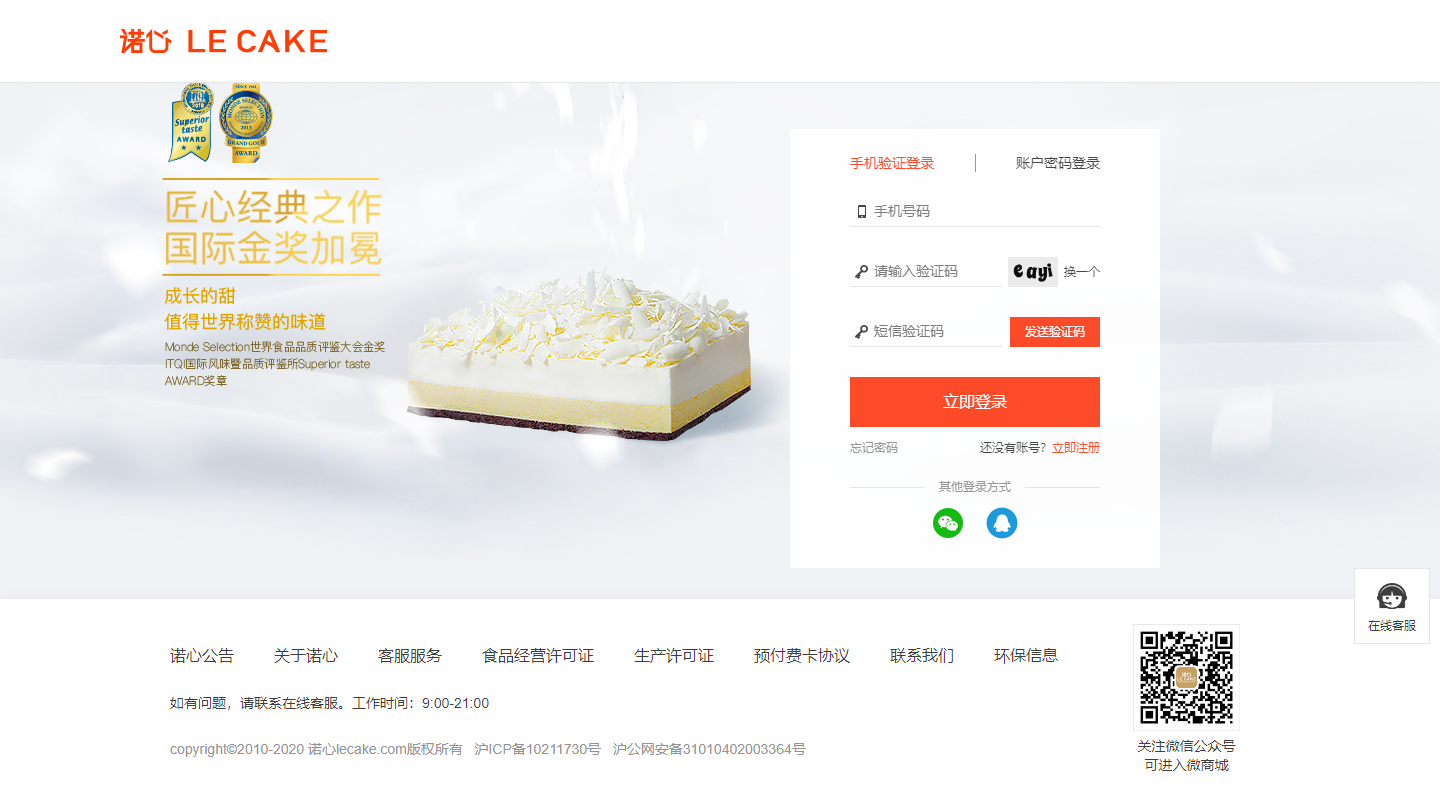 诺心 LE CAKE
Superior
taste
AWARD
SINCE 1961
MONDE SELECTION
GRAND GOLD
AWARD
匠心经典之作
国际金奖加冕
成长的甜
值得世界称赞的味道
Monde Selection世界食品品质评鉴大会金奖
ITQI国际风味暨品质评鉴所Superior taste
AWARD奖章
手机验证登录
账户密码登录
手机号码
请输入验证码
eayi 换一个
短信验证码
发送验证码
立即登录
忘记密码
还没有账号? 立即注册
其他登录方式
在线客服
诺心公告 关于诺心 客服服务 食品经营许可证 生产许可证 预付费卡协议 联系我们 环保信息
如有问题，请联系在线客服。工作时间：9:00-21:00
copyright©2010-2020 诺心lecake.com版权所有 沪ICP备10211730号 沪公网安备31010402003364号
关注微信公众号
可进入微商城